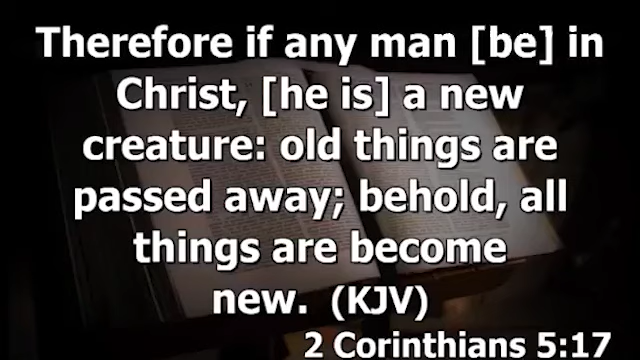 Therefore if any man [be] in
Christ, [he is] a new
creature: old things are
passed away; behold, all
things are become
new. (KJV)
2 Corinthians 5:17